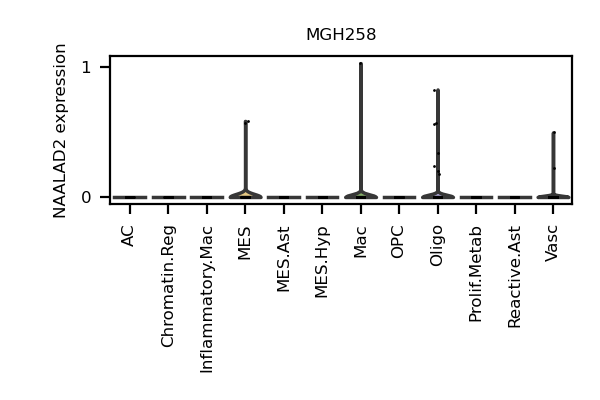 MGH258
NAALAD2 expression
1
0
AC
Chromatin.Reg
Inflammatory.Mac
MES
MES.Ast
MES.Hyp
Mac
OPC
Oligo
Prolif.Metab
Reactive.Ast
Vasc